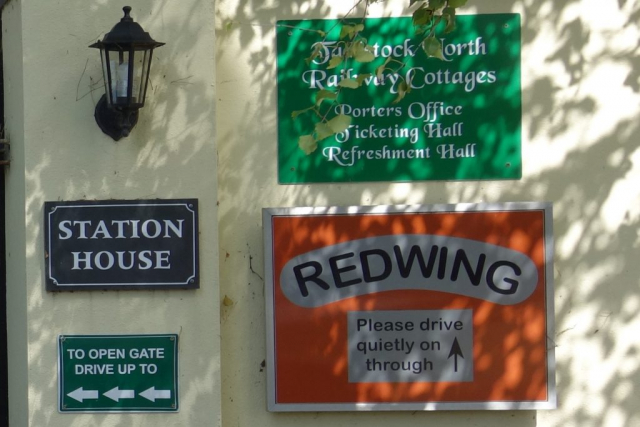 Tavistock North
Railway Cottages
Porters Office
Ticketing Hall
Refreshment Hall
STATION
HOUSE
REDWING
Please drive
quietly on
through
TO OPEN GATE
DRIVE UP TO